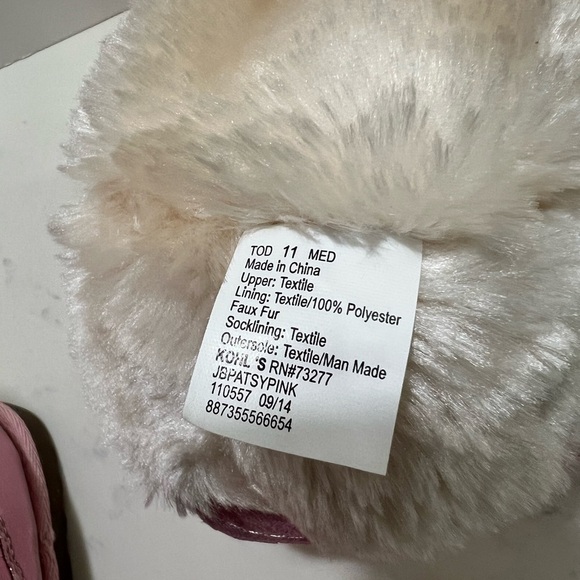 TOD 11 MED
Made in China
Upper: Textile
Lining: Textile/100% Polyester
Faux Fur
Socklining: Textile
Outersole: Textile/Man Made
KOHL'S RN#73277
JBPATSYPINK
110557 09/14
887355566654